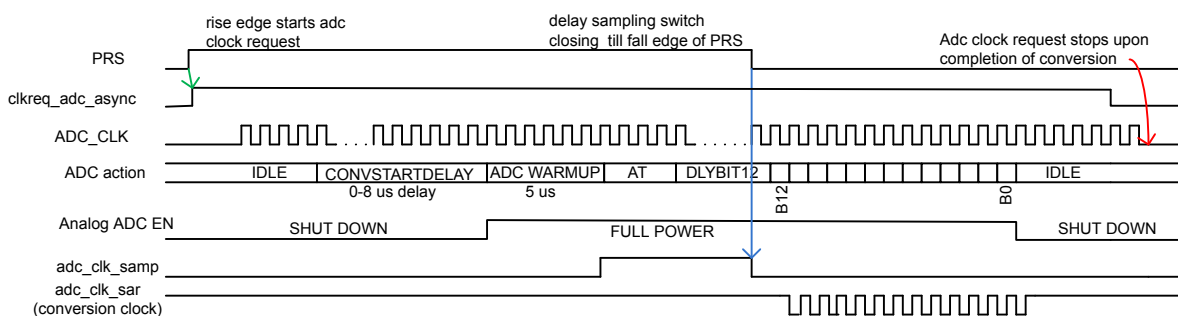 rise edge starts adc
clock request
delay sampling switch
closing till fall edge of PRS
Adc clock request stops upon
completion of conversion
PRS
clkreq_adc_async
ADC_CLK
ADC action
IDLE
CONVSTARTDELAY
ADC WARMUP
AT
DLYBIT12
B12
B0
IDLE
0-8 us delay
5 us
Analog ADC EN
SHUT DOWN
FULL POWER
SHUT DOWN
adc_clk_samp
adc_clk_sar
(conversion clock)